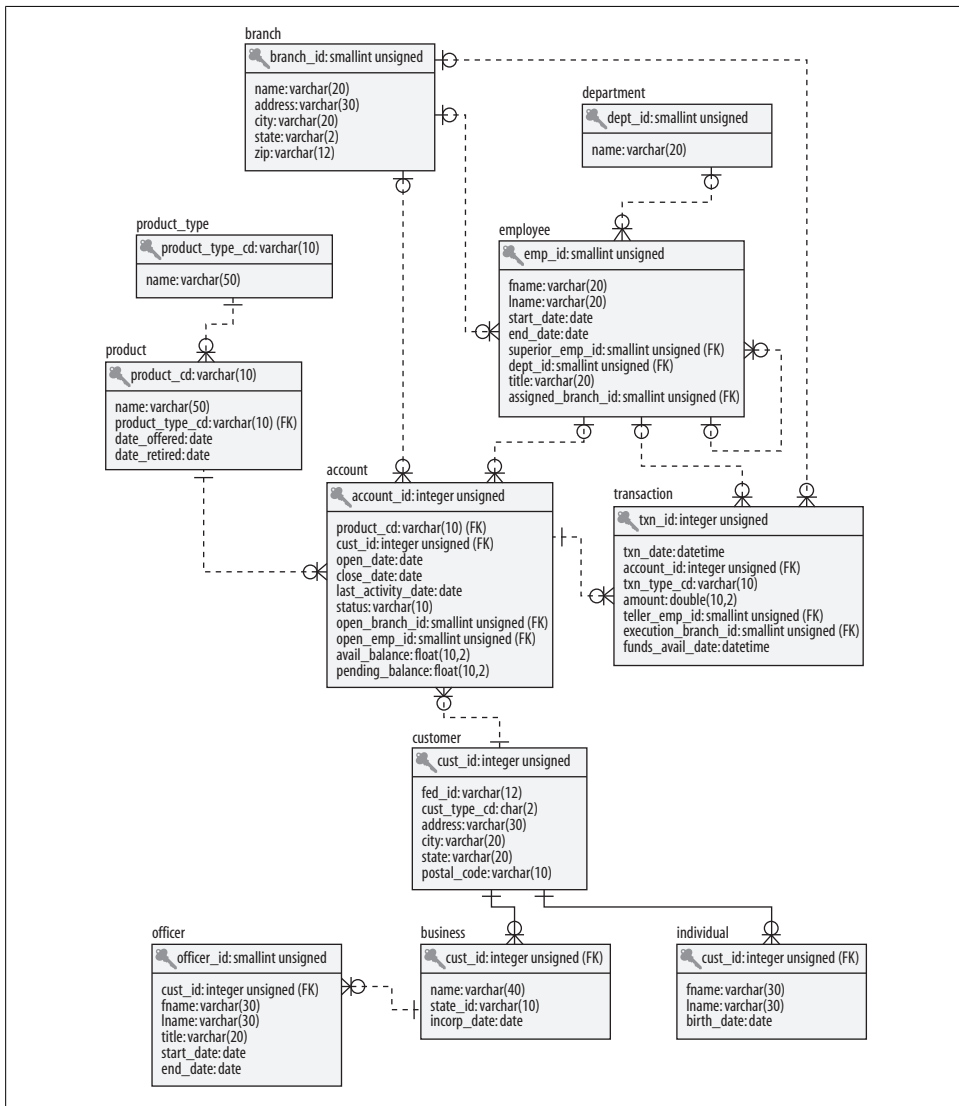 branch
branch_id: smallint unsigned
name: varchar(20)
address: varchar(30)
city: varchar(20)
state: varchar(2)
zip: varchar(12)
department
dept_id: smallint unsigned
name: varchar(20)
product_type
product_type_cd: varchar(10)
name: varchar(50)
employee
emp_id: smallint unsigned
fname: varchar(20)
lname: varchar(20)
start_date: date
end_date: date
superior_emp_id: smallint unsigned (FK)
dept_id: smallint unsigned (FK)
title: varchar(20)
assigned_branch_id: smallint unsigned (FK)
product
product_cd: varchar(10)
name: varchar(50)
product_type_cd: varchar(10) (FK)
date_offered: date
date_retired: date
account
account_id: integer unsigned
product_cd: varchar(10) (FK)
cust_id: integer unsigned (FK)
open_date: date
close_date: date
last_activity_date: date
status: varchar(10)
open_branch_id: smallint unsigned (FK)
open_emp_id: smallint unsigned (FK)
avail_balance: float(10,2)
pending_balance: float(10,2)
transaction
txn_id: integer unsigned
txn_date: datetime
account_id: integer unsigned (FK)
txn_type_cd: varchar(10)
amount: double(10,2)
teller_emp_id: smallint unsigned (FK)
execution_branch_id: smallint unsigned (FK)
funds_avail_date: datetime
customer
cust_id: integer unsigned
fed_id: varchar(12)
cust_type_cd: char(2)
address: varchar(30)
city: varchar(20)
state: varchar(20)
postal_code: varchar(10)
officer
officer_id: smallint unsigned
cust_id: integer unsigned (FK)
fname: varchar(30)
lname: varchar(30)
title: varchar(20)
start_date: date
end_date: date
business
cust_id: integer unsigned (FK)
name: varchar(40)
state_id: varchar(10)
incorp_date: date
individual
cust_id: integer unsigned (FK)
fname: varchar(30)
lname: varchar(30)
birth_date: date